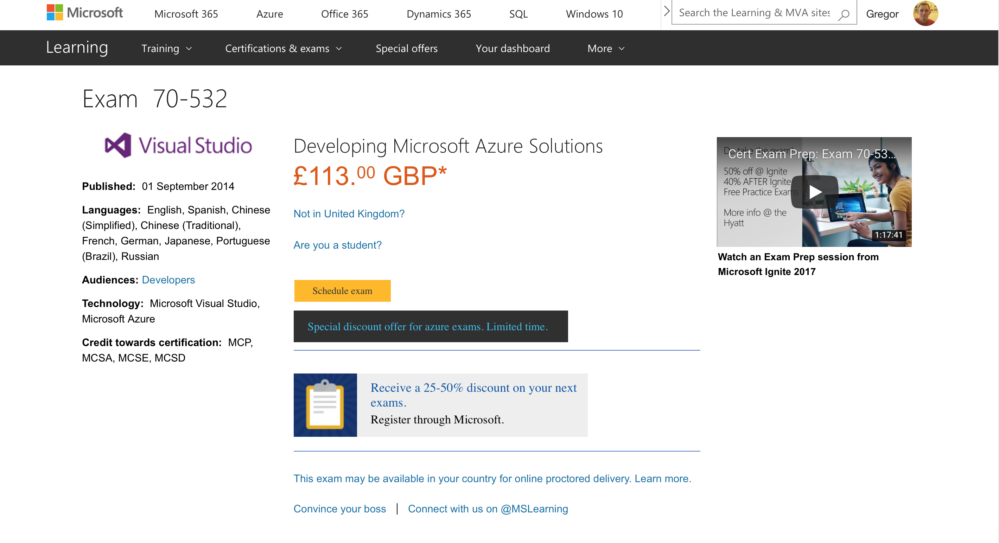 Microsoft
Microsoft 365
Azure
Office 365
Dynamics 365
SQL
Windows 10
Search the Learning & MVA sites
Gregor
Learning
Training
Certifications & exams
Special offers
Your dashboard
More
Exam 70-532
Visual Studio
Published: 01 September 2014
Languages: English, Spanish, Chinese
(Simplified), Chinese (Traditional),
French, German, Japanese, Portuguese
(Brazil), Russian
Audiences: Developers
Technology: Microsoft Visual Studio,
Microsoft Azure
Credit towards certification: MCP,
MCSA, MCSE, MCSD
Developing Microsoft Azure Solutions
£113.00 GBP*
Not in United Kingdom?
Are you a student?
Schedule exam
Special discount offer for azure exams. Limited time.
Receive a 25-50% discount on your next
exams.
Register through Microsoft.
This exam may be available in your country for online proctored delivery. Learn more.
Convince your boss | Connect with us on @MSLearning
Do take the exam!
Cert Exam Prep: Exam 70-53...
50% off @ Ignite
40% AFTER Ignite
Free Practice Exams
More info @ the
Hyatt
1:17:41
Watch an Exam Prep session from
Microsoft Ignite 2017